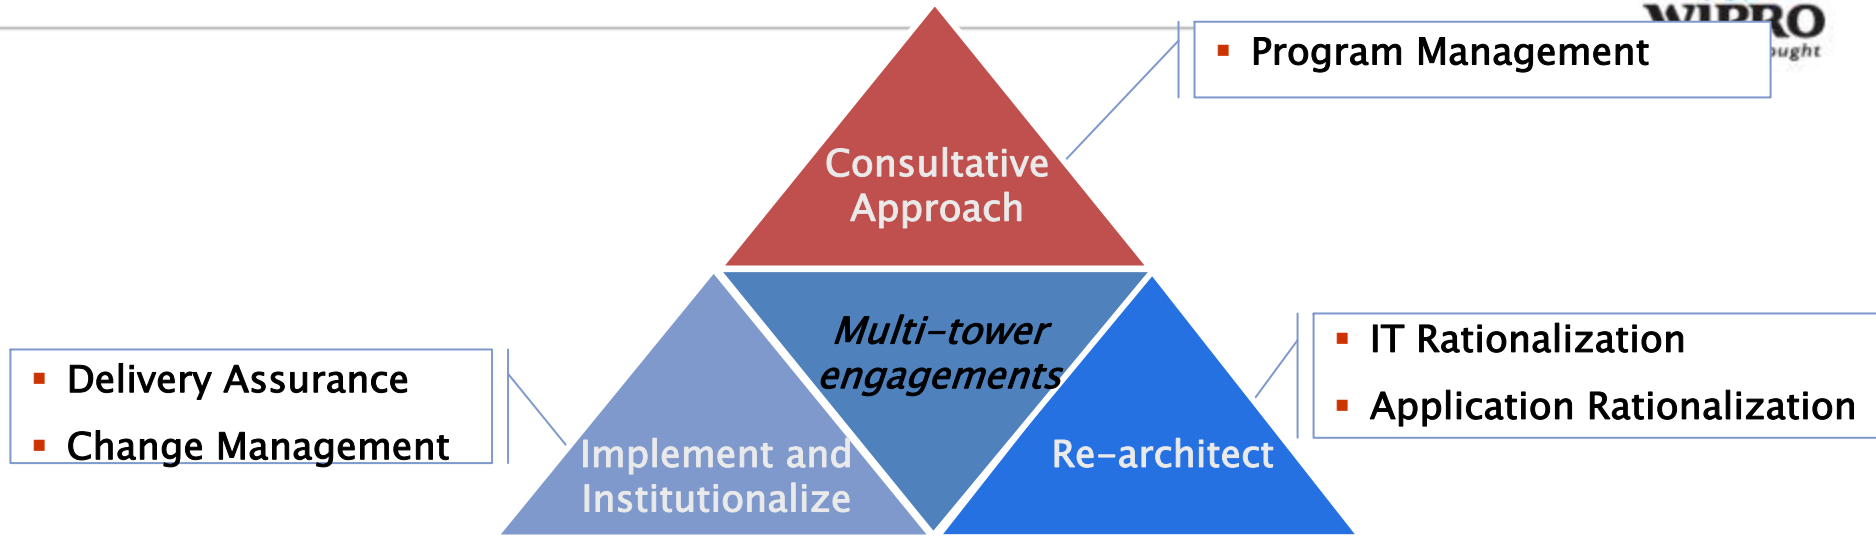 WIPRO
Program Management
Consultative
Approach
Multi-tower
engagements
IT Rationalization
Application Rationalization
Delivery Assurance
Change Management
Implement and
Institutionalize
Re-architect